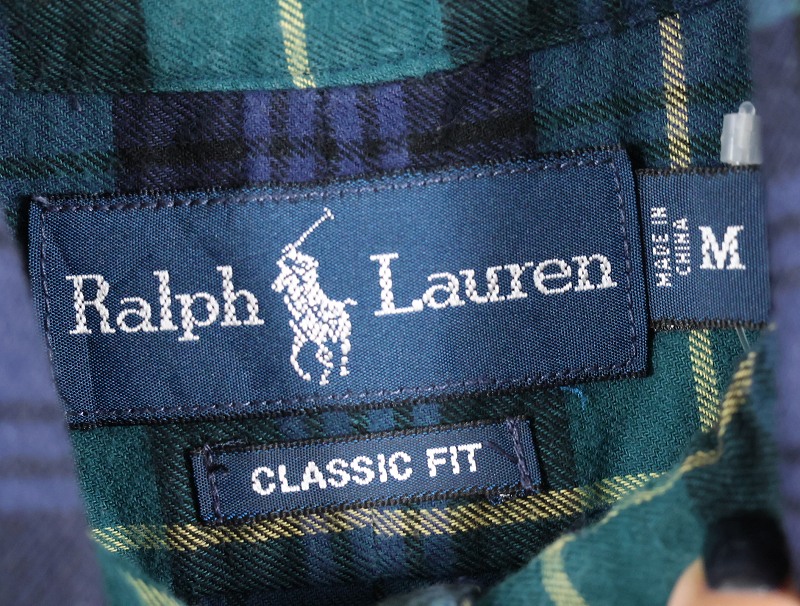 Ralph Lauren
MADE IN
CHINA
M
CLASSIC FIT